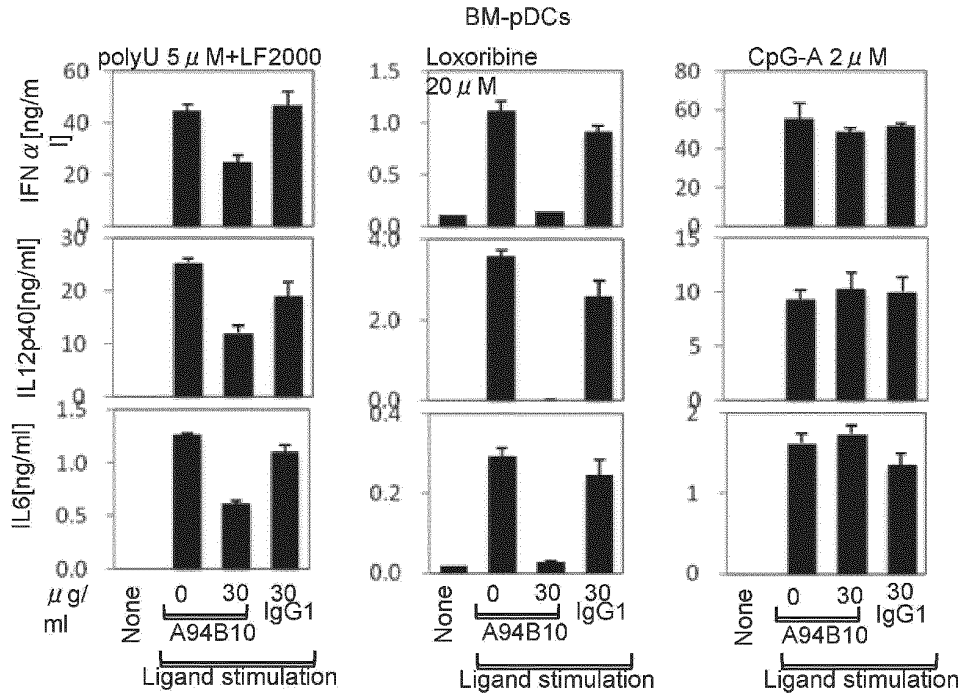 BM-pDCs
polyU 5 μ M+LF2000
Loxoribine
20 μ M
CpG-A 2 μ M
IFN α [ng/m
l]
60
40
20
0
1.5
1.0
0.5
0.0
80
60
40
20
0
IL12p40[ng/ml]
30
20
10
0
4.0
2.0
0.0
15
10
5
0
IL6[ng/ml]
1.5
1.0
0.5
0.0
0.4
0.2
0.0
2
1
0
μ g/
ml
None
0
30
30
IgG1
A94B10
Ligand stimulation
None
0
30
30
IgG1
A94B10
Ligand stimulation
None
0
30
30
IgG1
A94B10
Ligand stimulation